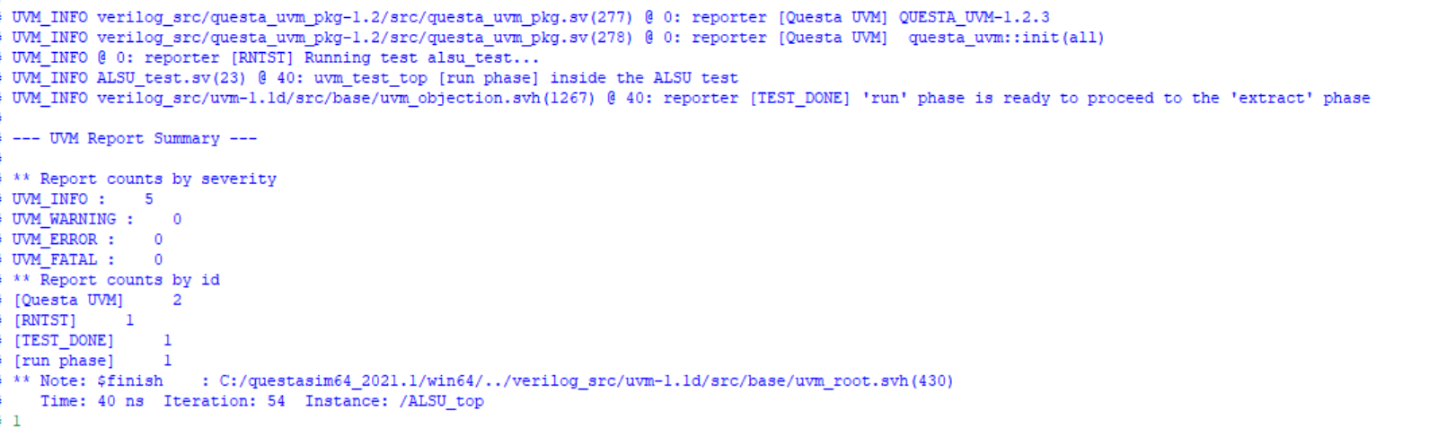 # UVM_INFO verilog_src/questa_uvm_pkg-1.2/src/questa_uvm_pkg.sv(277) @ 0: reporter [Questa UVM] QUESTA_UVM-1.2.3
# UVM_INFO verilog_src/questa_uvm_pkg-1.2/src/questa_uvm_pkg.sv(278) @ 0: reporter [Questa UVM]  questa_uvm::init(all)
# UVM_INFO @ 0: reporter [RNTST] Running test alsu_test...
# UVM_INFO ALSU_test.sv(23) @ 40: uvm_test_top [run phase] inside the ALSU test
# UVM_INFO verilog_src/uvm-1.1d/src/base/uvm_objection.svh(1267) @ 40: reporter [TEST_DONE] 'run' phase is ready to proceed to the 'extract' phase
#
# --- UVM Report Summary ---
#
# ** Report counts by severity
# UVM_INFO :    5
# UVM_WARNING :    0
# UVM_ERROR :    0
# UVM_FATAL :    0
# ** Report counts by id
# [Questa UVM]     2
# [RNTST]     1
# [TEST_DONE]     1
# [run phase]     1
# ** Note: $finish    : C:/questasim64_2021.1/win64/../verilog_src/uvm-1.1d/src/base/uvm_root.svh(430)
#    Time: 40 ns  Iteration: 54  Instance: /ALSU_top
# 1